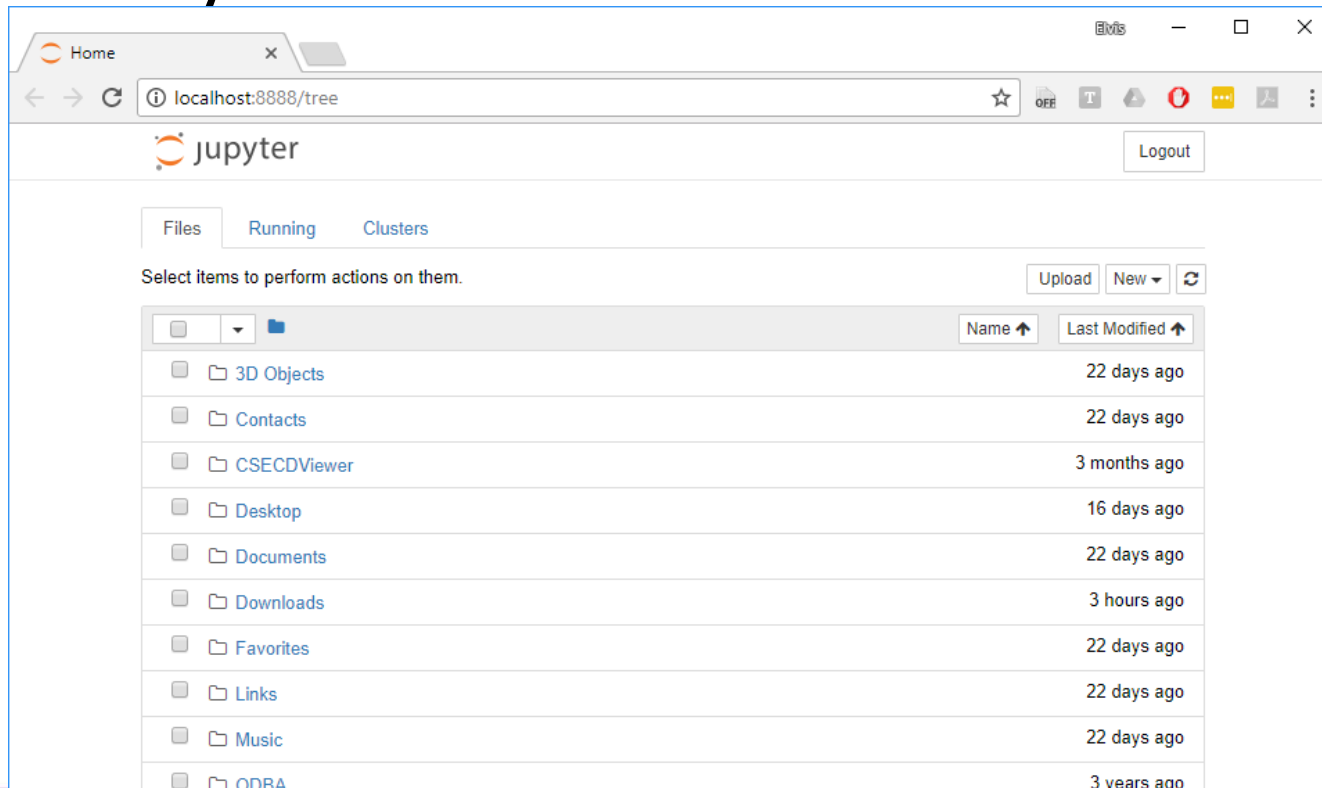 Elvis
Home
localhost:8888/tree
OFF T
jupyter
Logout
Files Running Clusters
Select items to perform actions on them.
Upload New
Name Last Modified
3D Objects 22 days ago
Contacts 22 days ago
CSECDViewer 3 months ago
Desktop 16 days ago
Documents 22 days ago
Downloads 3 hours ago
Favorites 22 days ago
Links 22 days ago
Music 22 days ago
ODBA 3 years ago